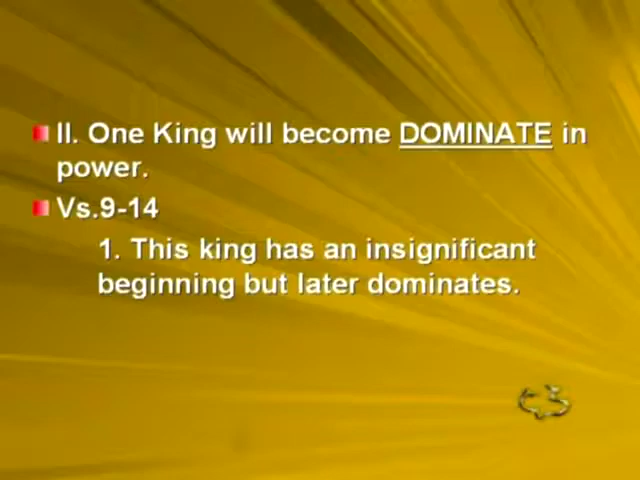 II. One King will become DOMINATE in
power.
Vs.9-14
1. This king has an insignificant
beginning but later dominates.